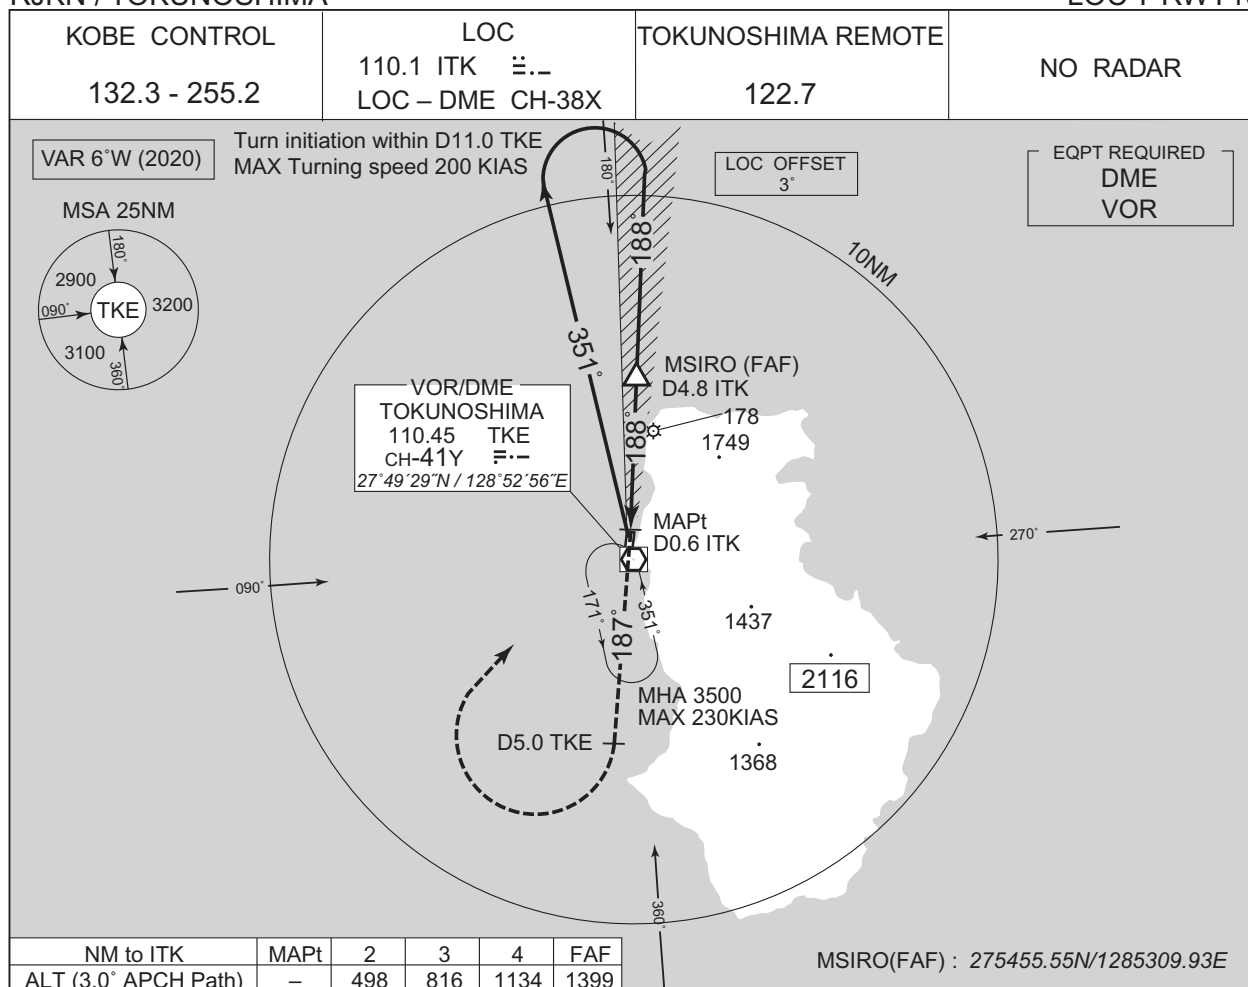 RJKN / TOKUNOSHIMA
KOBE CONTROL
132.3 - 255.2
LOC
110.1 ITK
LOC – DME CH-38X
TOKUNOSHIMA REMOTE
122.7
NO RADAR
VAR 6°W (2020)
Turn initiation within D11.0 TKE
MAX Turning speed 200 KIAS
LOC OFFSET
3°
EQPT REQUIRED
DME
VOR
MSA 25NM
180°
2900
090°
TKE
3200
3100
360°
180°
188°
10NM
351°
MSIRO (FAF)
D4.8 ITK
188°
178
1749
VOR/DME
TOKUNOSHIMA
110.45 TKE
CH-41Y
27°49´29˝N / 128°52´56˝E
MAPt
D0.6 ITK
270°
090°
171°
187°
351°
1437
2116
MHA 3500
MAX 230KIAS
D5.0 TKE
1368
360°
NM to ITK MAPt 2 3 4 FAF
ALT (3.0° APCH Path) – 498 816 1134 1399
MSIRO(FAF) : 275455.55N/1285309.93E